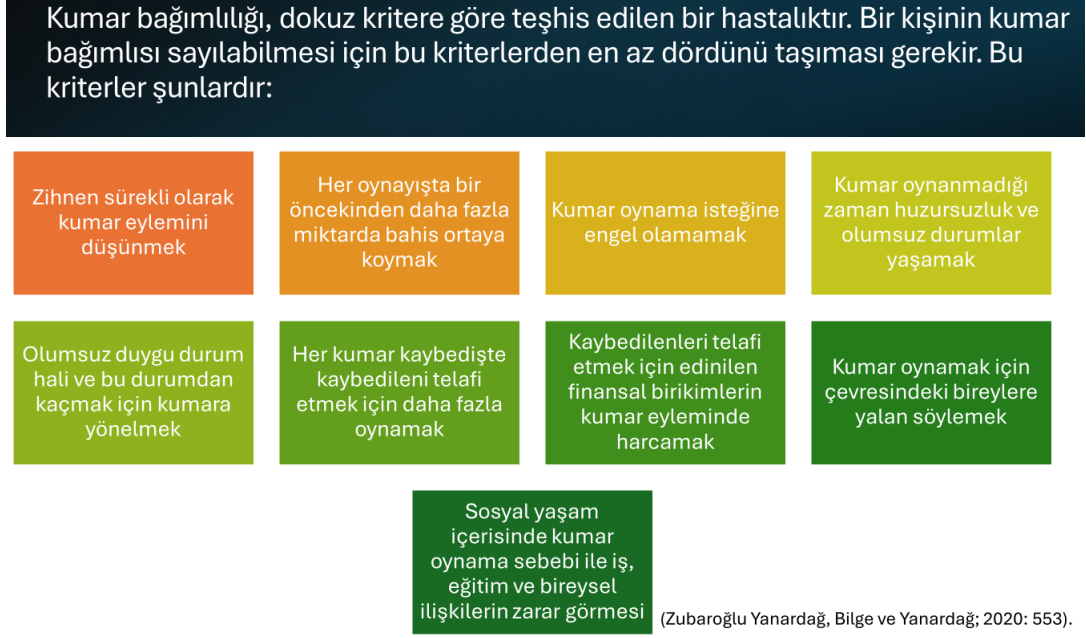 Kumar bağımlılığı, dokuz kritere göre teşhis edilen bir hastalıktır. Bir kişinin kumar
bağımlısı sayılabilmesi için bu kriterlerden en az dördünü taşıması gerekir. Bu
kriterler şunlardır:
Zihnen sürekli olarak
kumar eylemini
düşünmek
Her oynayışta bir
öncekinden daha fazla
miktarda bahis ortaya
koymak
Kumar oynama isteğine
engel olamamak
Kumar oynanmadığı
zaman huzursuzluk ve
olumsuz durumlar
yaşamak
Olumsuz duygu durum
hali ve bu durumdan
kaçmak için kumara
yönelmek
Her kumar kaybedişte
kaybedileni telafi
etmek için daha fazla
oynamak
Kaybedilenleri telafi
etmek için edinilen
finansal birikimlerin
kumar eyleminde
harcamak
Kumar oynamak için
çevresindeki bireylere
yalan söylemek
Sosyal yaşam
içerisinde kumar
oynama sebebi ile iş,
eğitim ve bireysel
ilişkilerin zarar görmesi
(Zubaroğlu Yanardağ, Bilge ve Yanardağ; 2020: 553).